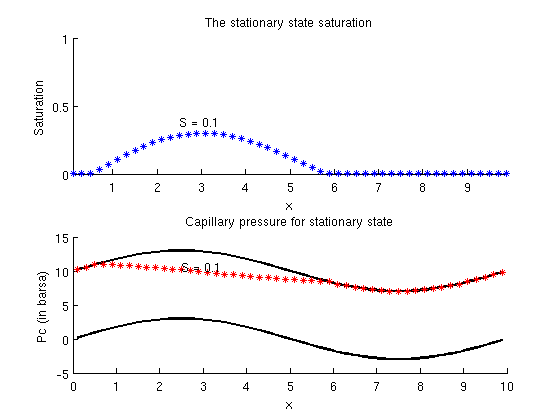 The stationary state saturation
1
0.5
0
Saturation
S = 0.1
1 2 3 4 5 6 7 8 9
x
Capillary pressure for stationary state
15
10
5
0
-5
Pc (in barsa)
S = 0.1
0 1 2 3 4 5 6 7 8 9 10
x